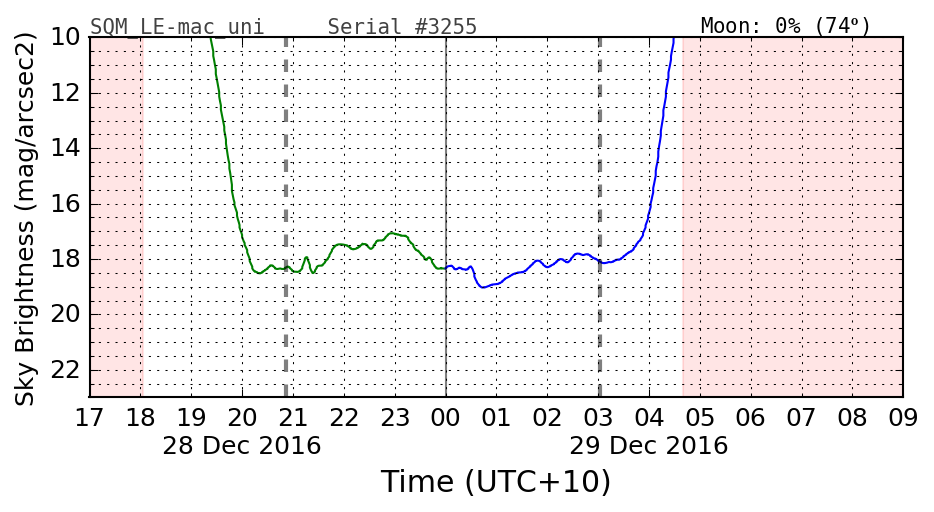 SQM_LE-mac_uni Serial #3255 Moon: 0% (74°)
Sky Brightness (mag/arcsec2)
10
12
14
16
18
20
22
17 18 19 20 21 22 23 00 01 02 03 04 05 06 07 08 09
28 Dec 2016 29 Dec 2016
Time (UTC+10)